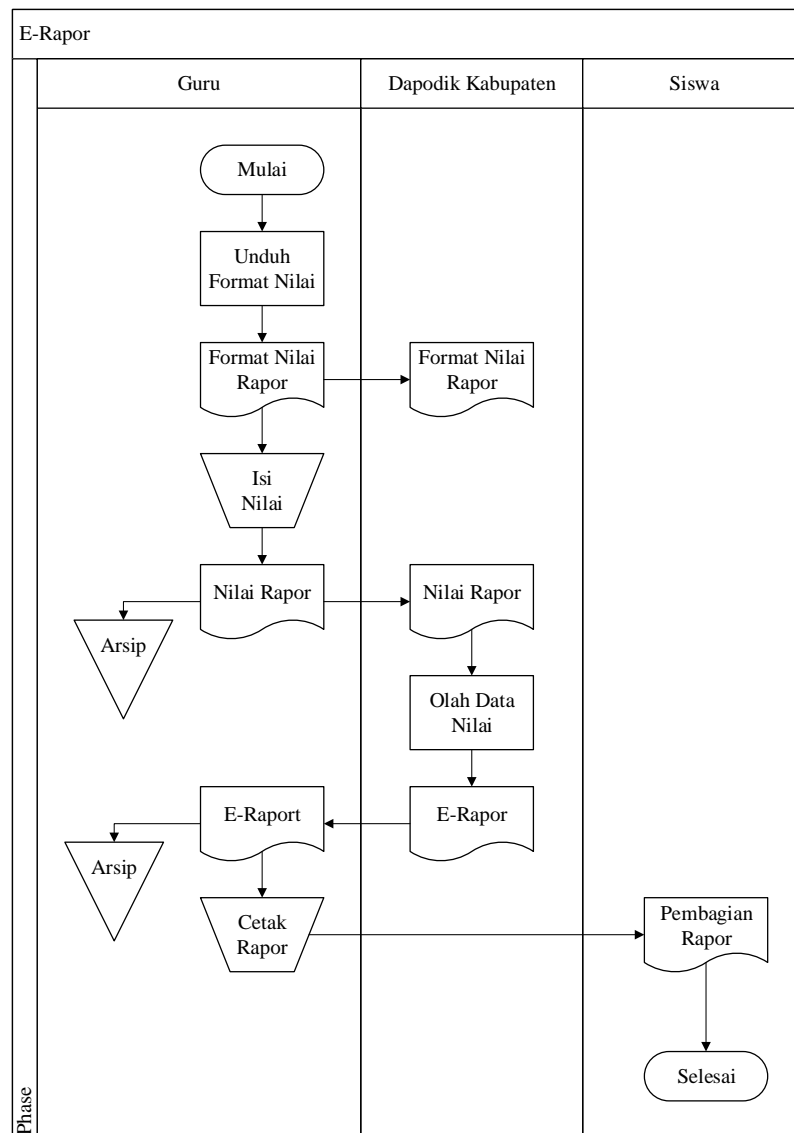 E-Rapor
Guru
Dapodik Kabupaten
Siswa
Mulai
Unduh
Format Nilai
Format Nilai
Rapor
Format Nilai
Rapor
Isi
Nilai
Nilai Rapor
Nilai Rapor
Arsip
Olah Data
Nilai
E-Raport
E-Rapor
Arsip
Cetak
Rapor
Pembagian
Rapor
Selesai
Phase